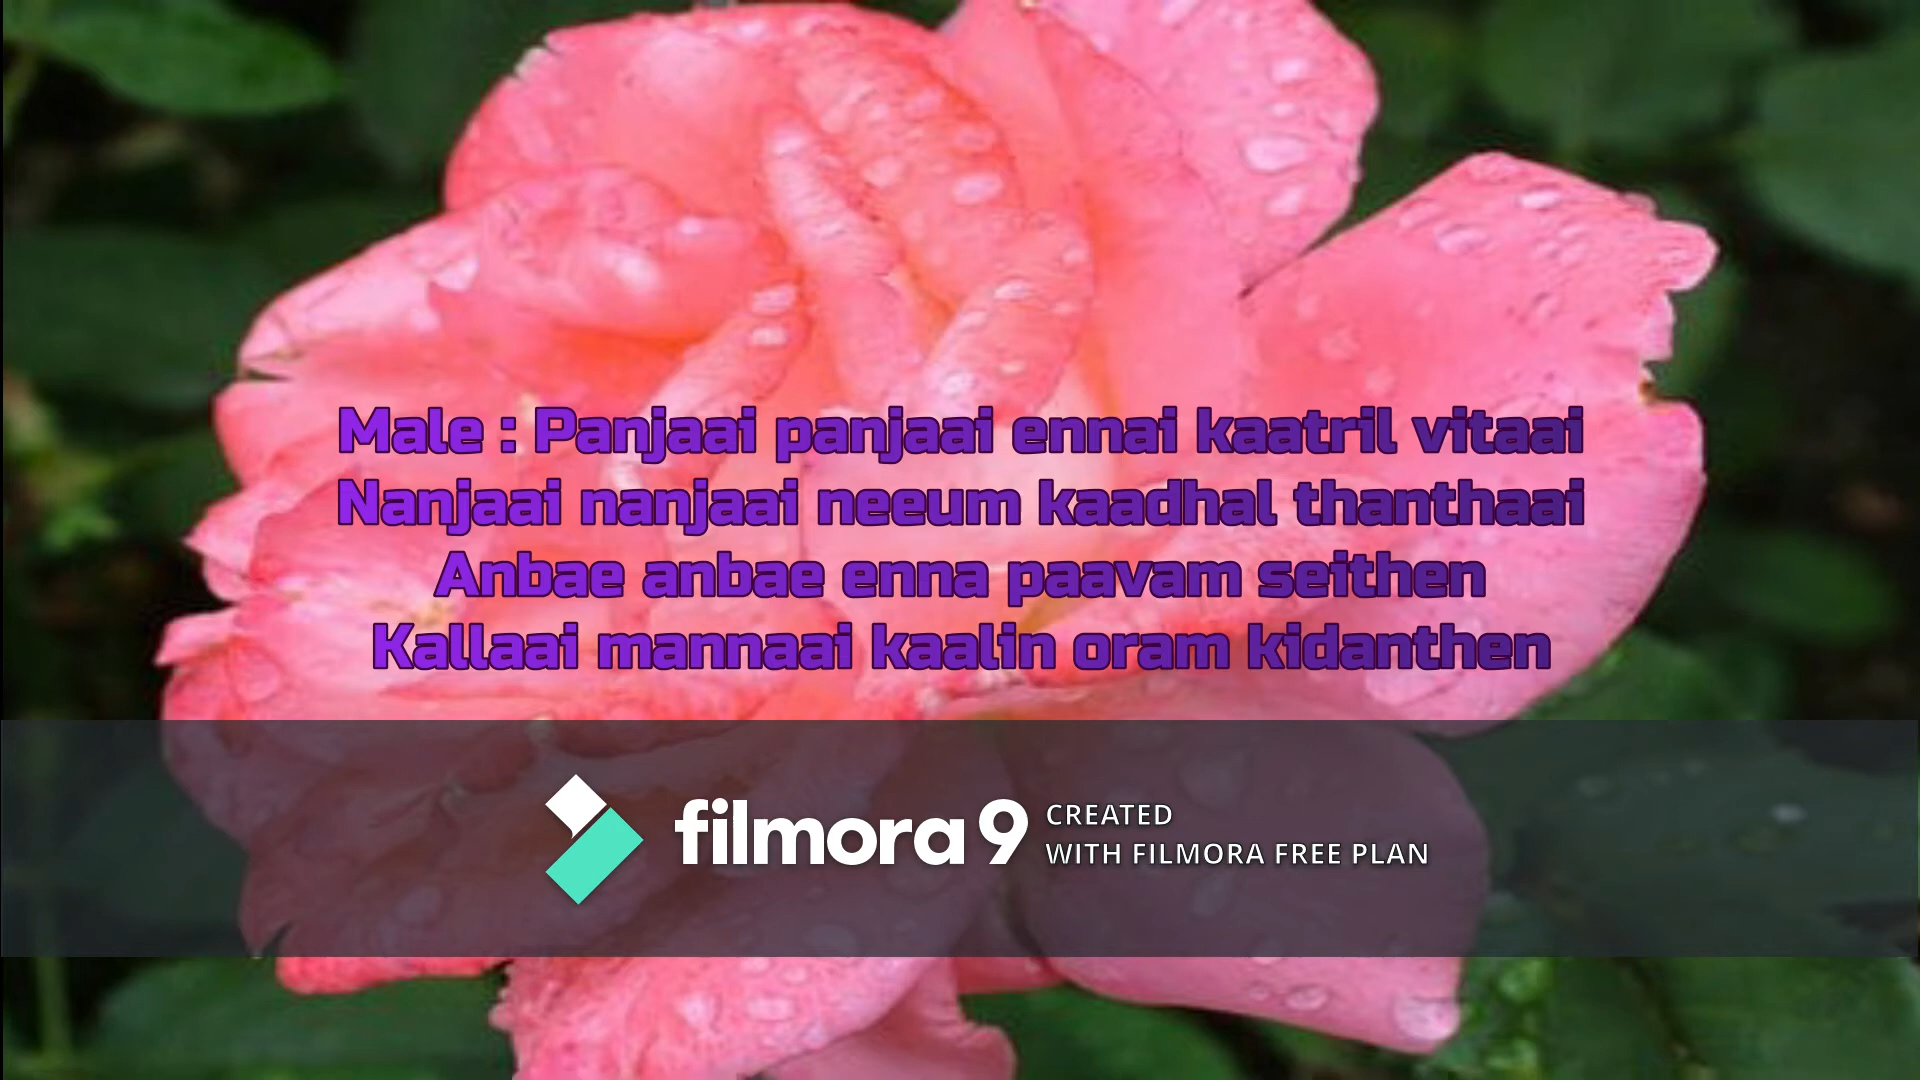 Male : Panjaai panjaai ennai kaatril vitaai
Nanjaai nanjaai neeum kaadhal thanthaai
Anbae anbae enna paavam seithen
Kallaai mannaai kaalin oram kidanthen
filmora 9 CREATED
WITH FILMORA FREE PLAN